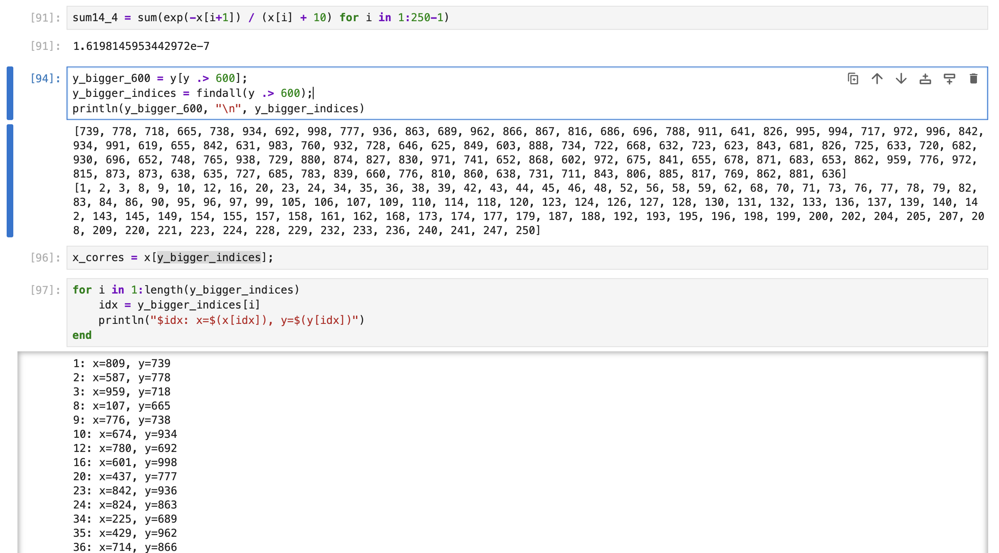 [91]: sum14_4 = sum(exp(-x[i+1]) / (x[i] + 10) for i in 1:250-1)
[91]: 1.6198145953442972e-7
[94]: y_bigger_600 = y[y .> 600];
y_bigger_indices = findall(y .> 600);
println(y_bigger_600, "\n", y_bigger_indices)
[739, 778, 718, 665, 738, 934, 692, 998, 777, 936, 863, 689, 962, 866, 867, 816, 686, 696, 788, 911, 641, 826, 995, 994, 717, 972, 996, 842,
934, 991, 619, 655, 842, 631, 983, 760, 932, 728, 646, 625, 849, 603, 888, 734, 722, 668, 632, 723, 623, 843, 681, 826, 725, 633, 720, 682,
930, 696, 652, 748, 765, 938, 729, 880, 874, 827, 830, 971, 741, 652, 868, 602, 972, 675, 841, 655, 678, 871, 683, 653, 862, 959, 776, 972,
815, 873, 873, 638, 635, 727, 685, 783, 839, 660, 776, 810, 860, 638, 731, 711, 843, 806, 885, 817, 769, 862, 881, 636]
[1, 2, 3, 8, 9, 10, 12, 16, 20, 23, 24, 34, 35, 36, 38, 39, 42, 43, 44, 45, 46, 48, 52, 56, 58, 59, 62, 68, 70, 71, 73, 76, 77, 78, 79, 82,
83, 84, 86, 90, 95, 96, 97, 99, 105, 106, 107, 109, 110, 114, 118, 120, 123, 124, 126, 127, 128, 130, 131, 132, 133, 136, 137, 139, 140, 14
2, 143, 145, 149, 154, 155, 157, 158, 161, 162, 168, 173, 174, 177, 179, 187, 188, 192, 193, 195, 196, 198, 199, 200, 202, 204, 205, 207, 20
8, 209, 220, 221, 223, 224, 228, 229, 232, 233, 236, 240, 241, 247, 250]
[96]: x_corres = x[y_bigger_indices];
[97]: for i in 1:length(y_bigger_indices)
    idx = y_bigger_indices[i]
    println("$idx: x=$(x[idx]), y=$(y[idx])")
end
1: x=809, y=739
2: x=587, y=778
3: x=959, y=718
8: x=107, y=665
9: x=776, y=738
10: x=674, y=934
12: x=780, y=692
16: x=601, y=998
20: x=437, y=777
23: x=842, y=936
24: x=824, y=863
34: x=225, y=689
35: x=429, y=962
36: x=714, y=866